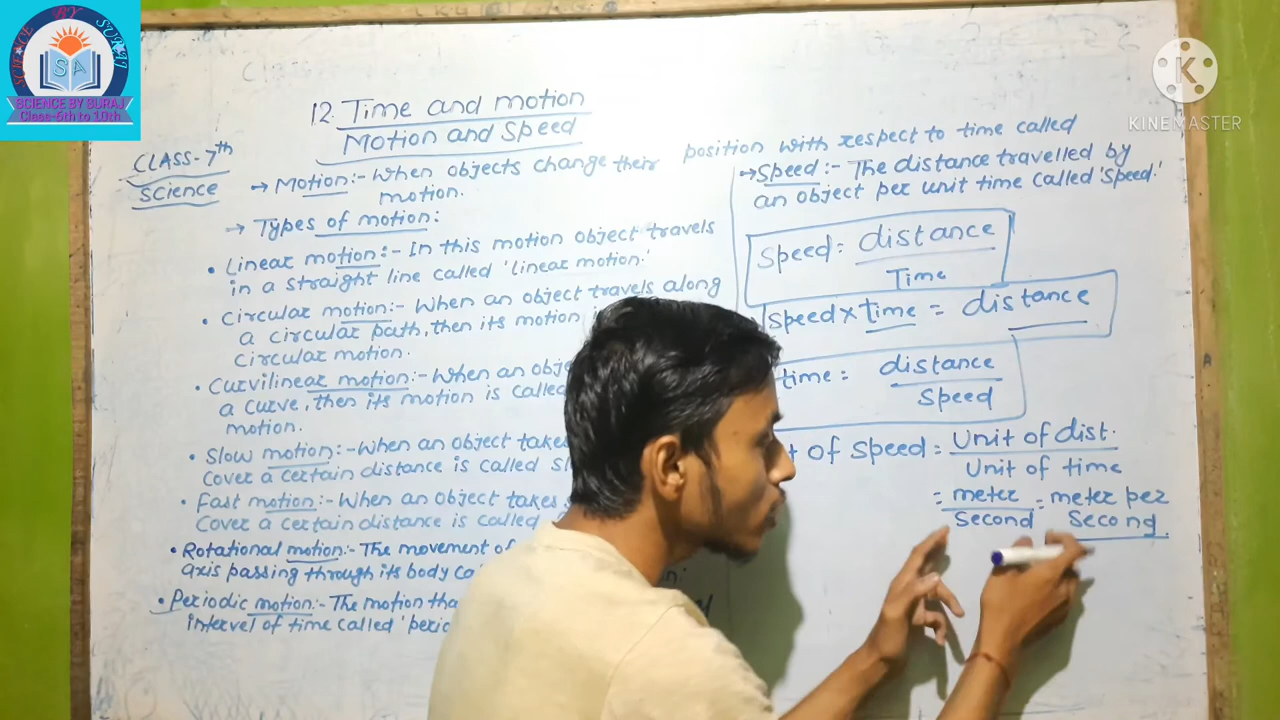 SCIENCE BY SURAJ
SA
SCIENCE BY SURAJ
Class-6th to 10th
K
KINEMASTER
12. Time and motion
Motion and Speed
CLASS-7th
Science
→ Motion:- When objects change their position with respect to time called
motion.
→ Types of motion:
• Linear motion:- In this motion object travels
in a straight line called 'linear motion.'
• Circular motion:- When an object travels along
a circular path, then its motion
circular motion.
• Curvilinear motion:- When an
a curve, then its motion is called
motion.
• Slow motion:- When an object takes
Cover a certain distance is called
• Fast motion:- When an object takes
Cover a certain distance is called
• Rotational motion:- The movement of
axis passing through its body
• Periodic motion:- The motion
intervel of time called
→ Speed:- The distance travelled by
an object per unit time called 'Speed.'
Speed = distance
Time
Speed × time = distance
time = distance
Speed
of Speed = Unit of dist.
Unit of time
= meter = meter per
Second Second.